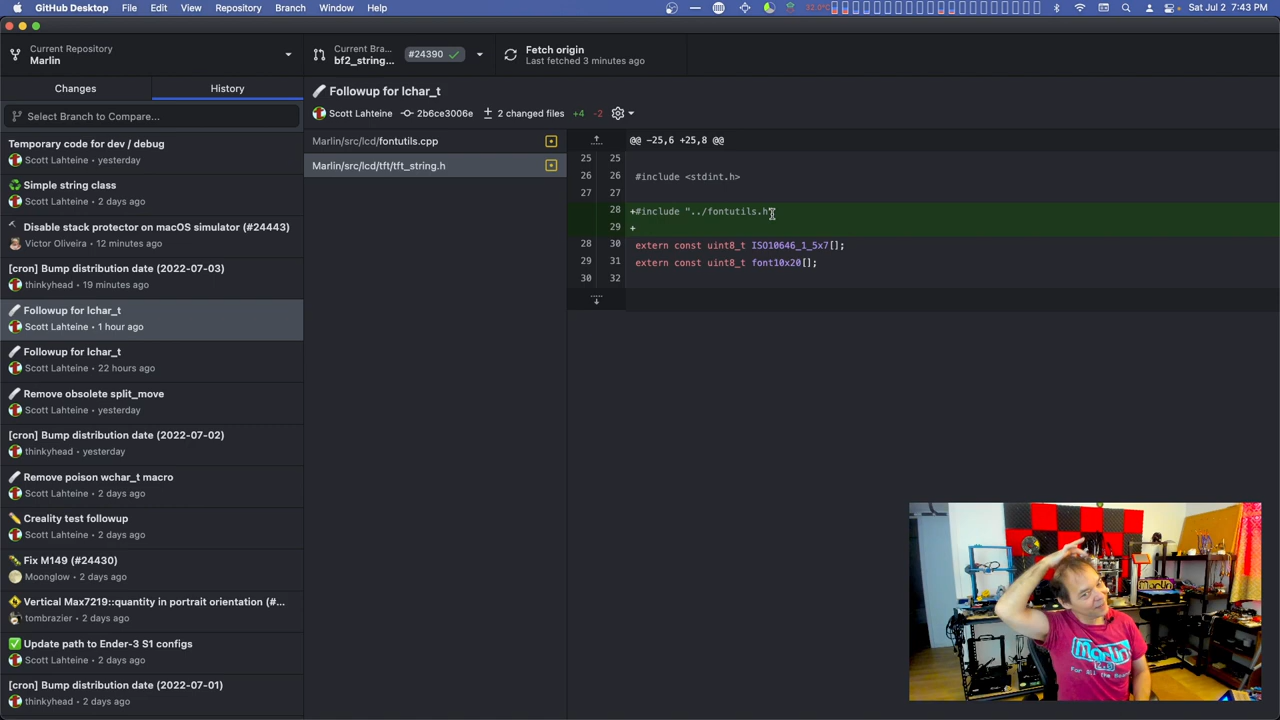 GitHub Desktop File Edit View Repository Branch Window Help
32.0°C
Sat Jul 2 7:43 PM
Current Repository
Marlin
Current Bra...
bf2_string...
#24390
Fetch origin
Last fetched 3 minutes ago
Changes
History
Select Branch to Compare...
Temporary code for dev / debug
Scott Lahteine • yesterday
Simple string class
Scott Lahteine • 2 days ago
Disable stack protector on macOS simulator (#24443)
Victor Oliveira • 12 minutes ago
[cron] Bump distribution date (2022-07-03)
thinkyhead • 19 minutes ago
Followup for lchar_t
Scott Lahteine • 1 hour ago
Followup for lchar_t
Scott Lahteine • 22 hours ago
Remove obsolete split_move
Scott Lahteine • yesterday
[cron] Bump distribution date (2022-07-02)
thinkyhead • yesterday
Remove poison wchar_t macro
Scott Lahteine • 2 days ago
Creality test followup
Scott Lahteine • 2 days ago
Fix M149 (#24430)
Moonglow • 2 days ago
Vertical Max7219::quantity in portrait orientation (#...
tombrazier • 2 days ago
Update path to Ender-3 S1 configs
Scott Lahteine • 2 days ago
[cron] Bump distribution date (2022-07-01)
thinkyhead • 2 days ago
Followup for lchar_t
Scott Lahteine 2b6ce3006e 2 changed files +4 -2
Marlin/src/lcd/fontutils.cpp
Marlin/src/lcd/tft/tft_string.h
@@ -25,6 +25,8 @@
25 25
26 26 #include <stdint.h>
27 27
28 +#include "../fontutils.h"
29 +
28 30 extern const uint8_t ISO10646_1_5x7[];
29 31 extern const uint8_t font10x20[];
30 32
Marlin
Marlin